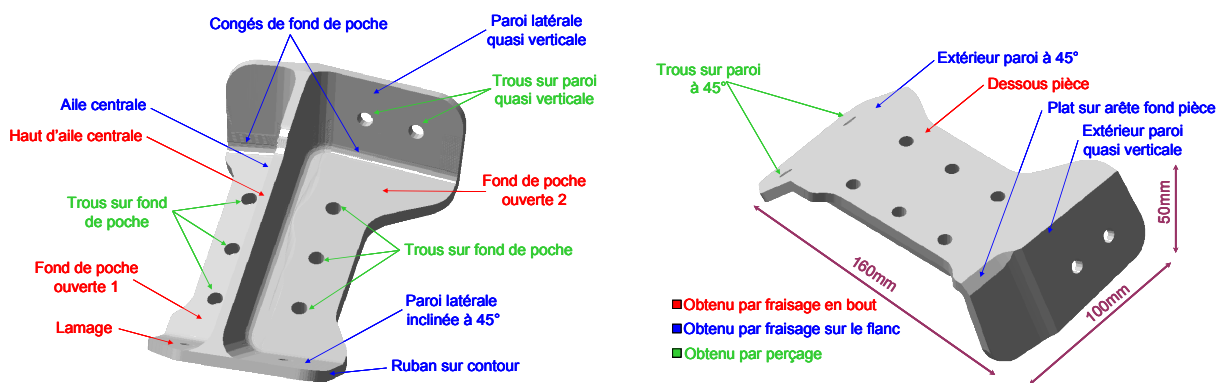 Congés de fond de poche
Paroi latérale
quasi verticale
Trous sur paroi
quasi verticale
Aile centrale
Haut d'aile centrale
Fond de poche
ouverte 2
Trous sur fond
de poche
Trous sur fond de poche
Fond de poche
ouverte 1
Lamage
Paroi latérale
inclinée à 45°
Ruban sur contour
Extérieur paroi à 45°
Trous sur paroi
à 45°
Dessous pièce
Plat sur arête fond pièce
Extérieur paroi
quasi verticale
50mm
160mm
100mm
Obtenu par fraisage en bout
Obtenu par fraisage sur le flanc
Obtenu par perçage